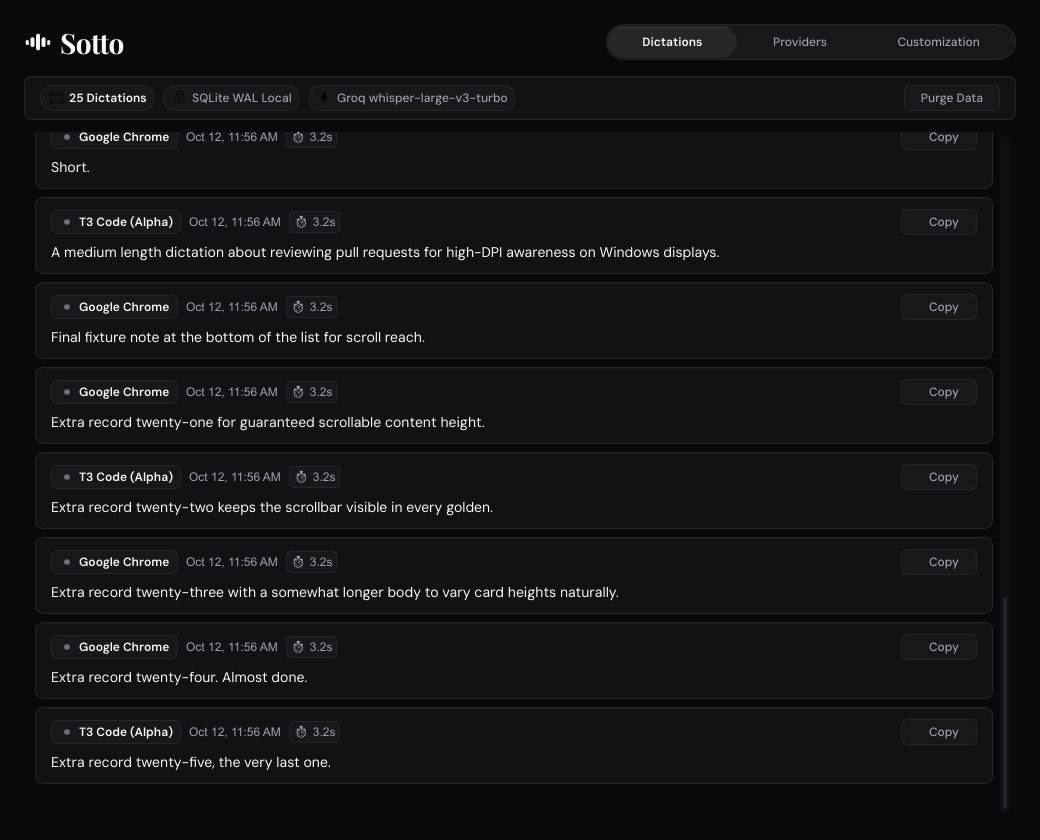 Sotto
Dictations Providers Customization
25 Dictations SQLite WAL Local Groq whisper-large-v3-turbo Purge Data
Google Chrome Oct 12, 11:56 AM 3.2s Copy
Short.
T3 Code (Alpha) Oct 12, 11:56 AM 3.2s Copy
A medium length dictation about reviewing pull requests for high-DPI awareness on Windows displays.
Google Chrome Oct 12, 11:56 AM 3.2s Copy
Final fixture note at the bottom of the list for scroll reach.
Google Chrome Oct 12, 11:56 AM 3.2s Copy
Extra record twenty-one for guaranteed scrollable content height.
T3 Code (Alpha) Oct 12, 11:56 AM 3.2s Copy
Extra record twenty-two keeps the scrollbar visible in every golden.
Google Chrome Oct 12, 11:56 AM 3.2s Copy
Extra record twenty-three with a somewhat longer body to vary card heights naturally.
Google Chrome Oct 12, 11:56 AM 3.2s Copy
Extra record twenty-four. Almost done.
T3 Code (Alpha) Oct 12, 11:56 AM 3.2s Copy
Extra record twenty-five, the very last one.